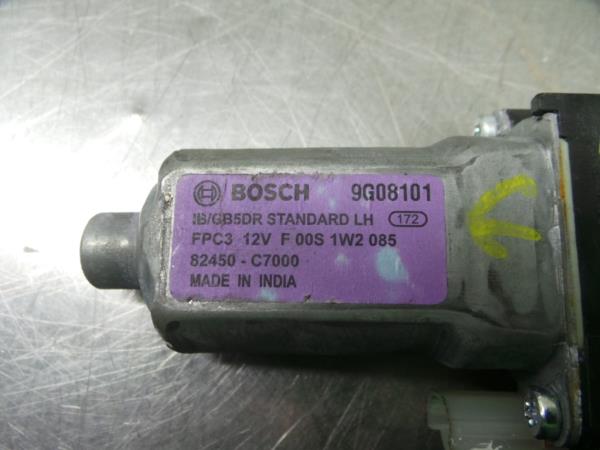 BOSCH 9G08101
IB/GB5DR STANDARD LH 172
FPC3 12V F 00S 1W2 085
82450 - C7000
MADE IN INDIA